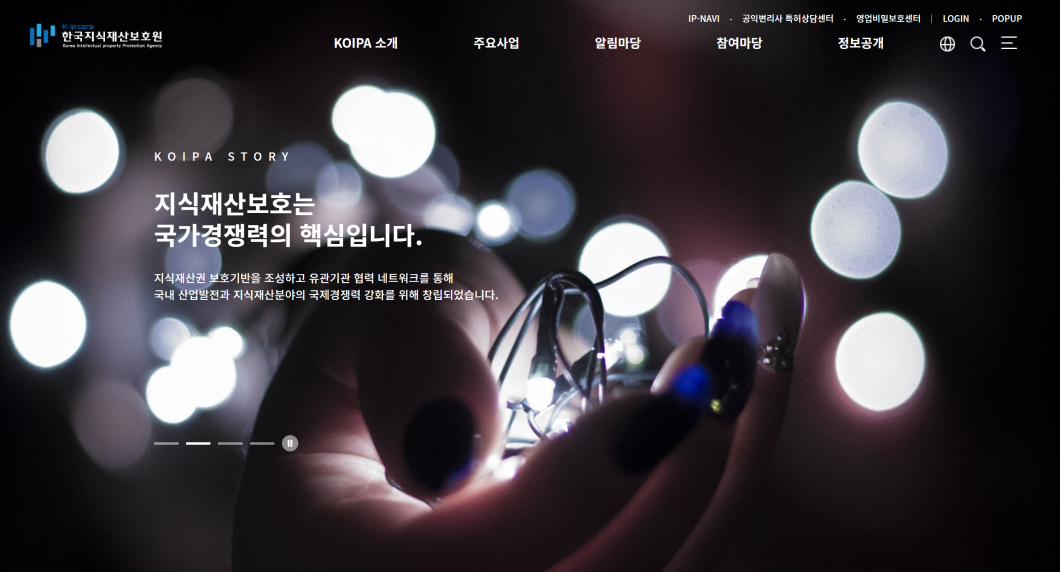 IP-NAVI · 공익변리사 특허상담센터 · 영업비밀보호센터 | LOGIN · POPUP
K-ip care
한국지식재산보호원
Korea Intellectual property Protection Agency
KOIPA 소개 주요사업 알림마당 참여마당 정보공개
KOIPA STORY
지식재산보호는
국가경쟁력의 핵심입니다.
지식재산권 보호기반을 조성하고 유관기관 협력 네트워크를 통해
국내 산업발전과 지식재산분야의 국제경쟁력 강화를 위해 창립되었습니다.